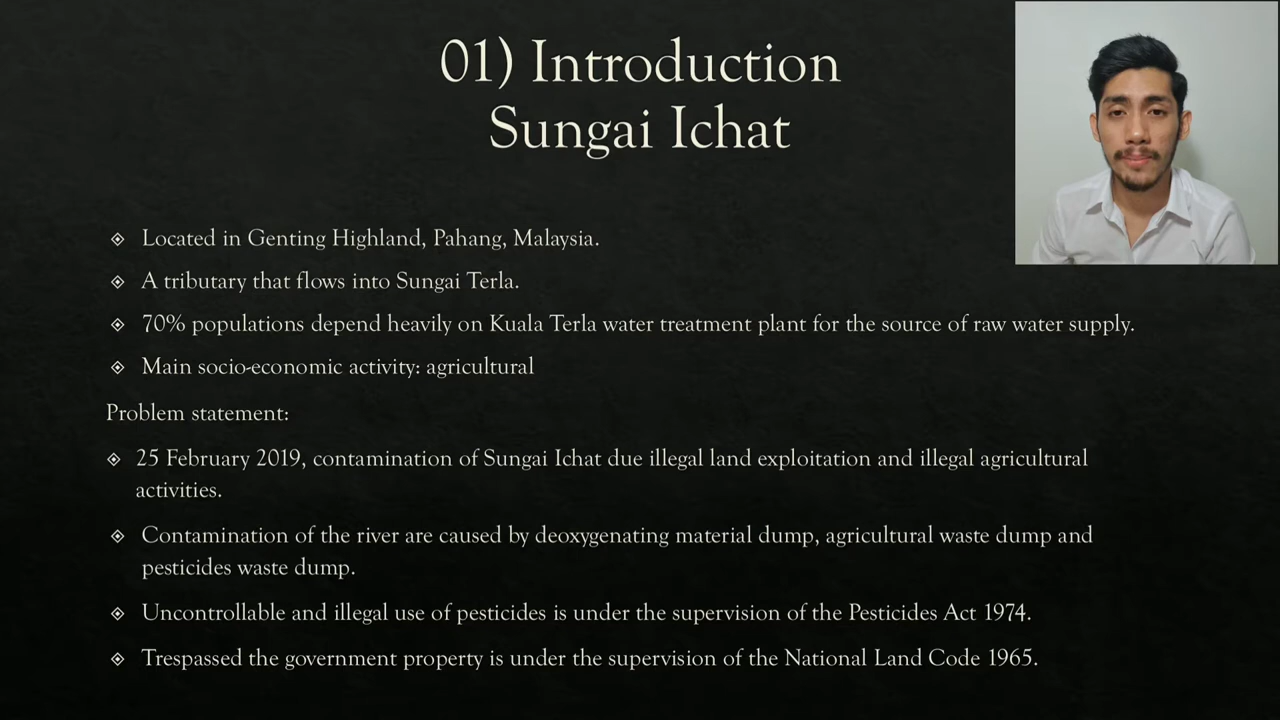 01) Introduction
Sungai Ichat
Located in Genting Highland, Pahang, Malaysia.
A tributary that flows into Sungai Terla.
70% populations depend heavily on Kuala Terla water treatment plant for the source of raw water supply.
Main socio-economic activity: agricultural
Problem statement:
25 February 2019, contamination of Sungai Ichat due illegal land exploitation and illegal agricultural
activities.
Contamination of the river are caused by deoxygenating material dump, agricultural waste dump and
pesticides waste dump.
Uncontrollable and illegal use of pesticides is under the supervision of the Pesticides Act 1974.
Trespassed the government property is under the supervision of the National Land Code 1965.